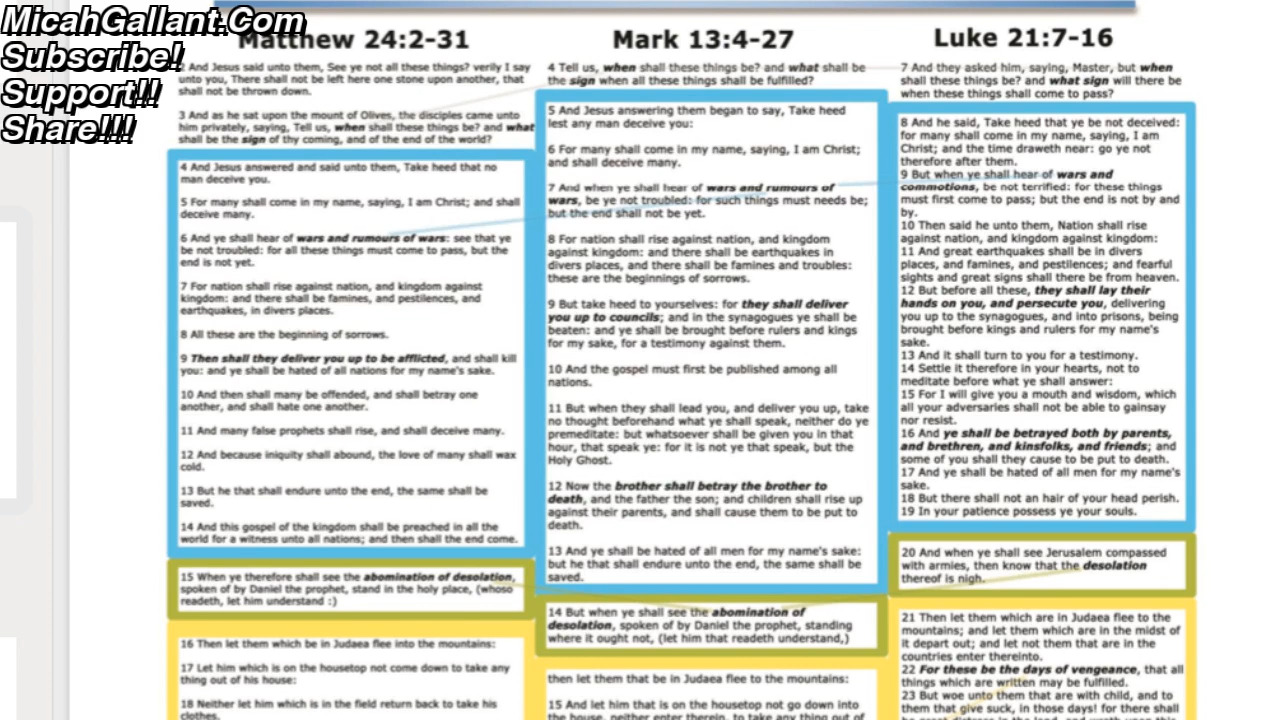 MicahGallant.Com
Subscribe!
Support!!
Share!!!
Matthew 24:2-31
2 And Jesus said unto them, See ye not all these things? verily I say
unto you, There shall not be left here one stone upon another, that
shall not be thrown down.
3 And as he sat upon the mount of Olives, the disciples came unto
him privately, saying, Tell us, when shall these things be? and what
shall be the sign of thy coming, and of the end of the world?
4 And Jesus answered and said unto them, Take heed that no
man deceive you.
5 For many shall come in my name, saying, I am Christ; and shall
deceive many.
6 And ye shall hear of wars and rumours of wars: see that ye
be not troubled: for all these things must come to pass, but the
end is not yet.
7 For nation shall rise against nation, and kingdom against
kingdom: and there shall be famines, and pestilences, and
earthquakes, in divers places.
8 All these are the beginning of sorrows.
9 Then shall they deliver you up to be afflicted, and shall kill
you: and ye shall be hated of all nations for my name's sake.
10 And then shall many be offended, and shall betray one
another, and shall hate one another.
11 And many false prophets shall rise, and shall deceive many.
12 And because iniquity shall abound, the love of many shall wax
cold.
13 But he that shall endure unto the end, the same shall be
saved.
14 And this gospel of the kingdom shall be preached in all the
world for a witness unto all nations; and then shall the end come.
15 When ye therefore shall see the abomination of desolation,
spoken of by Daniel the prophet, stand in the holy place, (whoso
readeth, let him understand :)
16 Then let them which be in Judaea flee into the mountains:
17 Let him which is on the housetop not come down to take any
thing out of his house:
18 Neither let him which is in the field return back to take his
clothes.
Mark 13:4-27
4 Tell us, when shall these things be? and what shall be
the sign when all these things shall be fulfilled?
5 And Jesus answering them began to say, Take heed
lest any man deceive you:
6 For many shall come in my name, saying, I am Christ;
and shall deceive many.
7 And when ye shall hear of wars and rumours of
wars, be ye not troubled: for such things must needs be;
but the end shall not be yet.
8 For nation shall rise against nation, and kingdom
against kingdom: and there shall be earthquakes in
divers places, and there shall be famines and troubles:
these are the beginnings of sorrows.
9 But take heed to yourselves: for they shall deliver
you up to councils; and in the synagogues ye shall be
beaten: and ye shall be brought before rulers and kings
for my sake, for a testimony against them.
10 And the gospel must first be published among all
nations.
11 But when they shall lead you, and deliver you up, take
no thought beforehand what ye shall speak, neither do ye
premeditate: but whatsoever shall be given you in that
hour, that speak ye: for it is not ye that speak, but the
Holy Ghost.
12 Now the brother shall betray the brother to
death, and the father the son; and children shall rise up
against their parents, and shall cause them to be put to
death.
13 And ye shall be hated of all men for my name's sake:
but he that shall endure unto the end, the same shall be
saved.
14 But when ye shall see the abomination of
desolation, spoken of by Daniel the prophet, standing
where it ought not, (let him that readeth understand,)
then let them that be in Judaea flee to the mountains:
15 And let him that is on the housetop not go down into
the house, neither enter therein, to take any thing out of
Luke 21:7-16
7 And they asked him, saying, Master, but when
shall these things be? and what sign will there be
when these things shall come to pass?
8 And he said, Take heed that ye be not deceived:
for many shall come in my name, saying, I am
Christ; and the time draweth near: go ye not
therefore after them.
9 But when ye shall hear of wars and
commotions, be not terrified: for these things
must first come to pass; but the end is not by and
by.
10 Then said he unto them, Nation shall rise
against nation, and kingdom against kingdom:
11 And great earthquakes shall be in divers
places, and famines, and pestilences; and fearful
sights and great signs shall there be from heaven.
12 But before all these, they shall lay their
hands on you, and persecute you, delivering
you up to the synagogues, and into prisons, being
brought before kings and rulers for my name's
sake.
13 And it shall turn to you for a testimony.
14 Settle it therefore in your hearts, not to
meditate before what ye shall answer:
15 For I will give you a mouth and wisdom, which
all your adversaries shall not be able to gainsay
nor resist.
16 And ye shall be betrayed both by parents,
and brethren, and kinsfolks, and friends; and
some of you shall they cause to be put to death.
17 And ye shall be hated of all men for my name's
sake.
18 But there shall not an hair of your head perish.
19 In your patience possess ye your souls.
20 And when ye shall see Jerusalem compassed
with armies, then know that the desolation
thereof is nigh.
21 Then let them which are in Judaea flee to the
mountains; and let them which are in the midst of
it depart out; and let not them that are in the
countries enter thereinto.
22 For these be the days of vengeance, that all
things which are written may be fulfilled.
23 But woe unto them that are with child, and to
them that give suck, in those days! for there shall